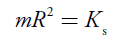 mR² = Kₛ